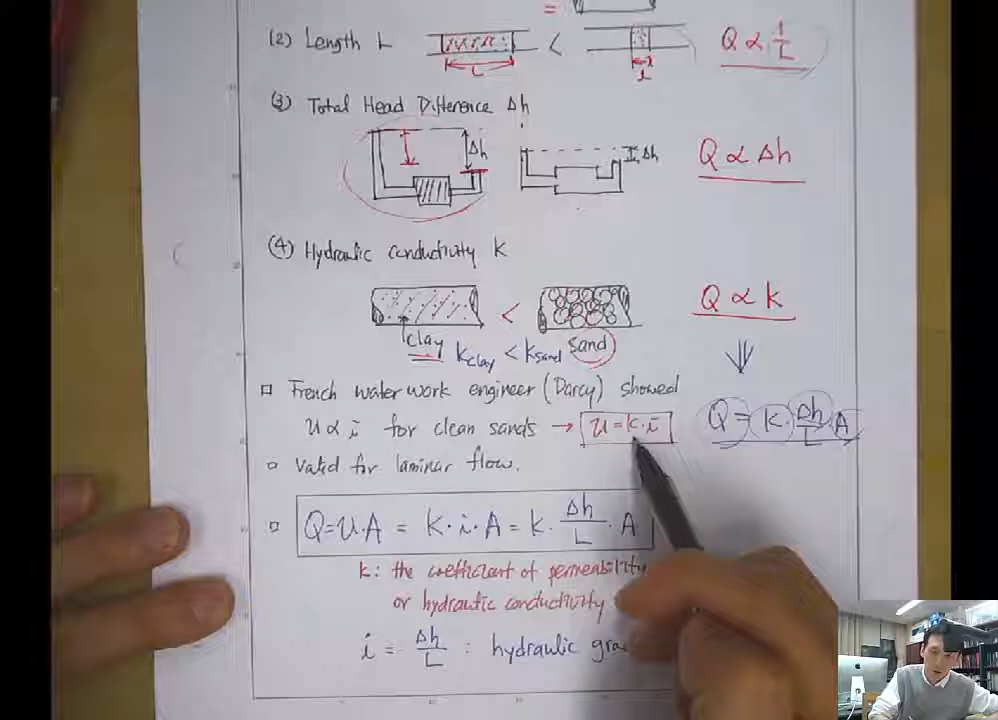 =
(2) Length L
<
Q ∝ 1/L
L
l
(3) Total Head Difference Δh
Δh
Δh
Q ∝ Δh
(4) Hydraulic conductivity K
<
Q ∝ k
clay
Kclay < Ksand
sand
□ French waterwork engineer (Darcy) showed
u ∝ i for clean sands → u = k·i
Q = k·Δh/L·A
□ Valid for laminar flow.
□ Q = u·A = K·i·A = k·Δh/L·A
k: the coefficient of permeability
or hydraulic conductivity
i = Δh/L : hydraulic gra